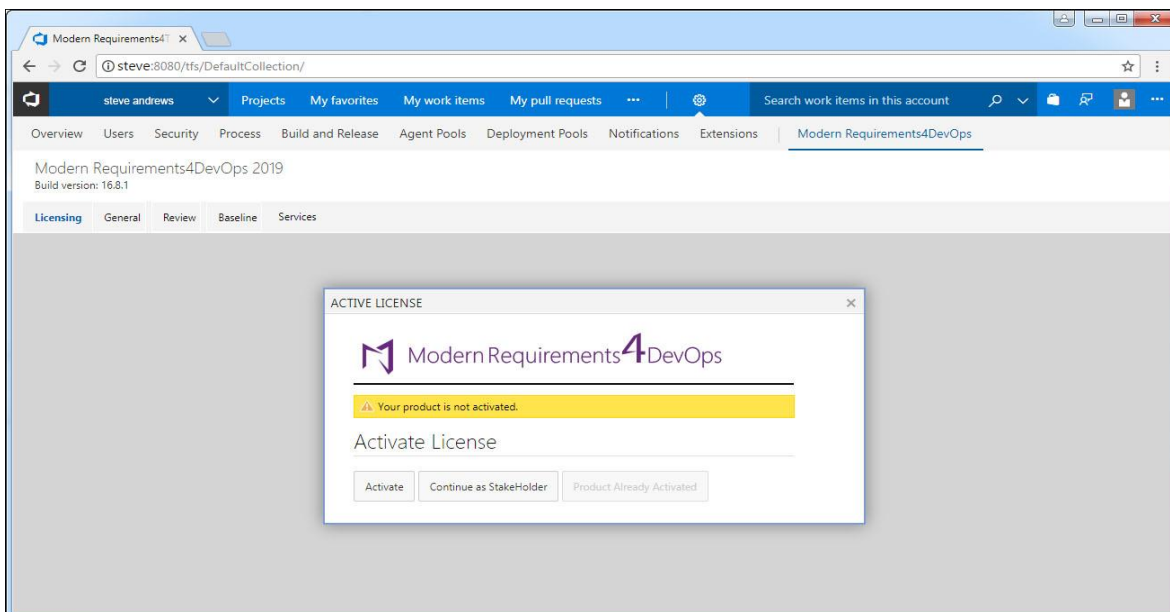 Modern Requirements4
steve:8080/tfs/DefaultCollection/
steve andrews Projects My favorites My work items My pull requests ••• Search work items in this account •••
Overview Users Security Process Build and Release Agent Pools Deployment Pools Notifications Extensions Modern Requirements4DevOps
Modern Requirements4DevOps 2019
Build version: 16.8.1
Licensing General Review Baseline Services
ACTIVE LICENSE
Modern Requirements4DevOps
Your product is not activated.
Activate License
Activate Continue as StakeHolder Product Already Activated